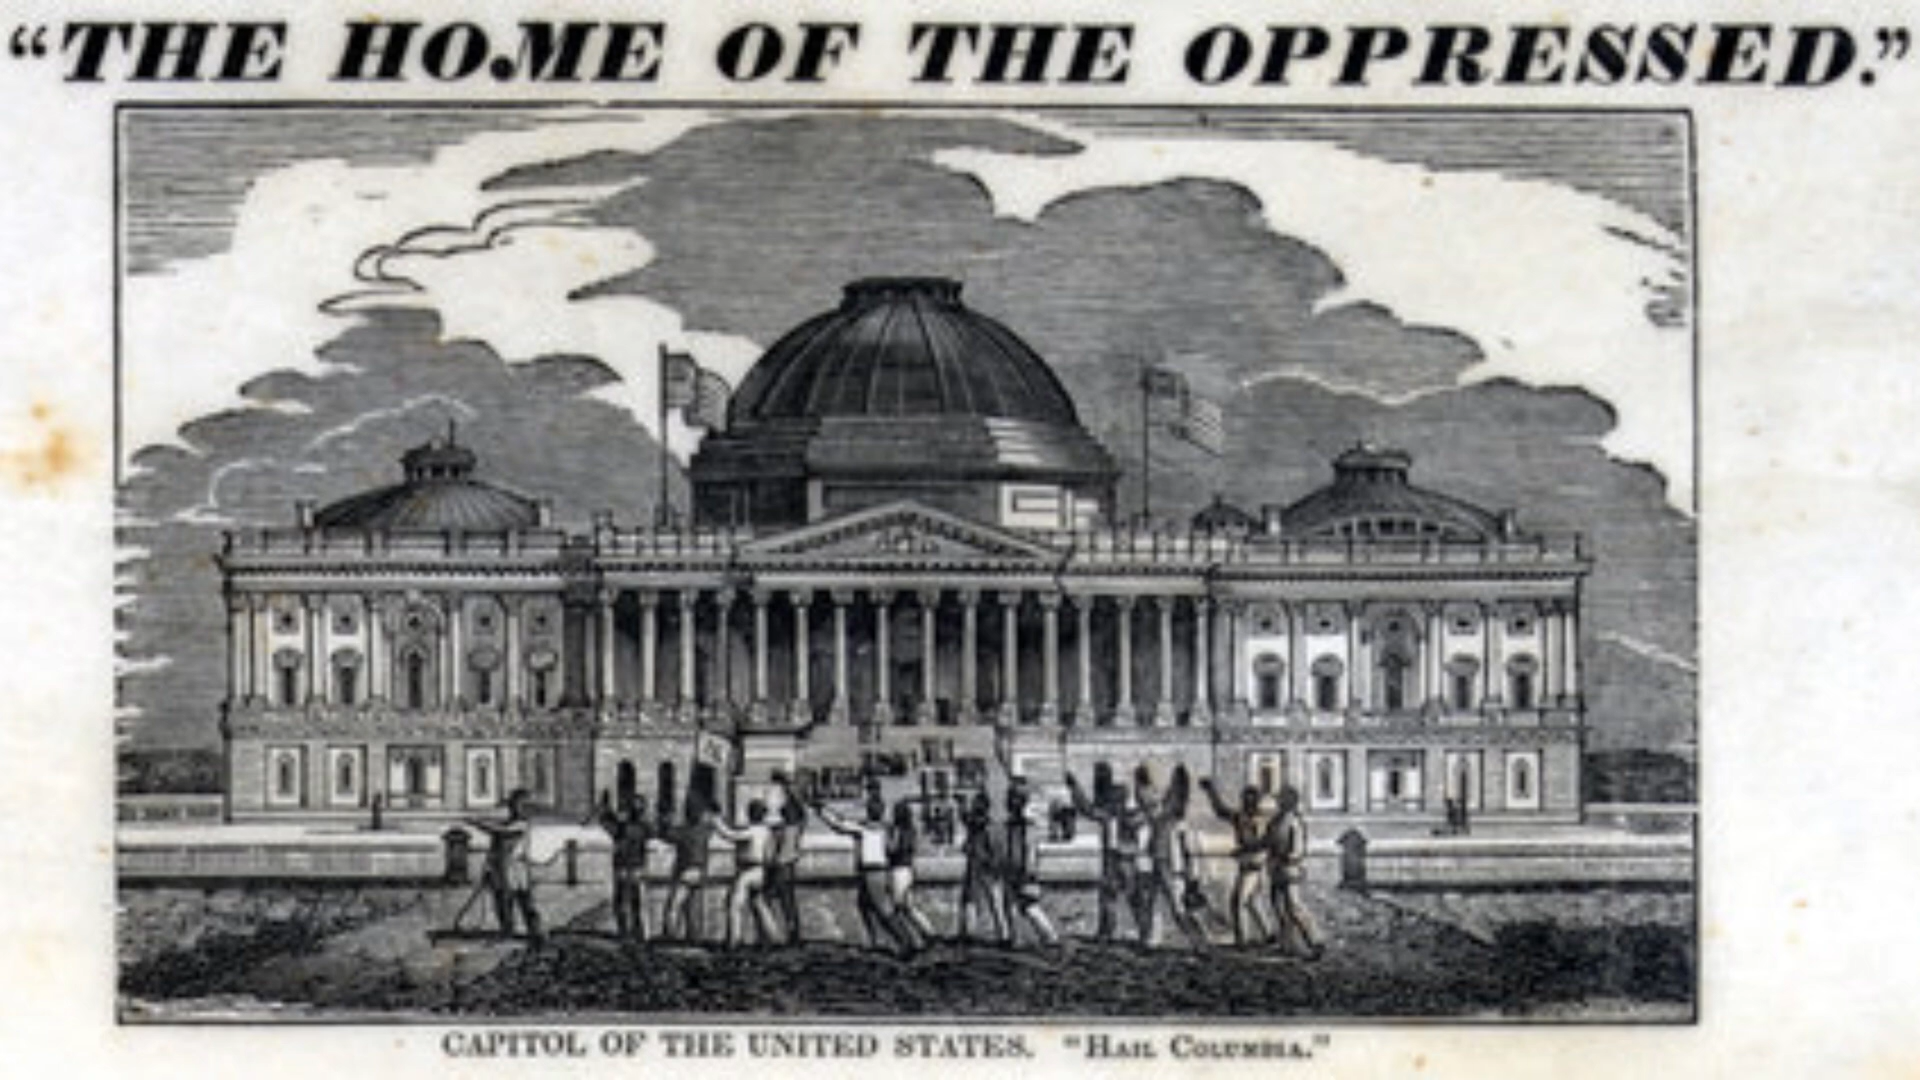 “THE HOME OF THE OPPRESSED.”
CAPITOL OF THE UNITED STATES. “HAIL COLUMBIA.”